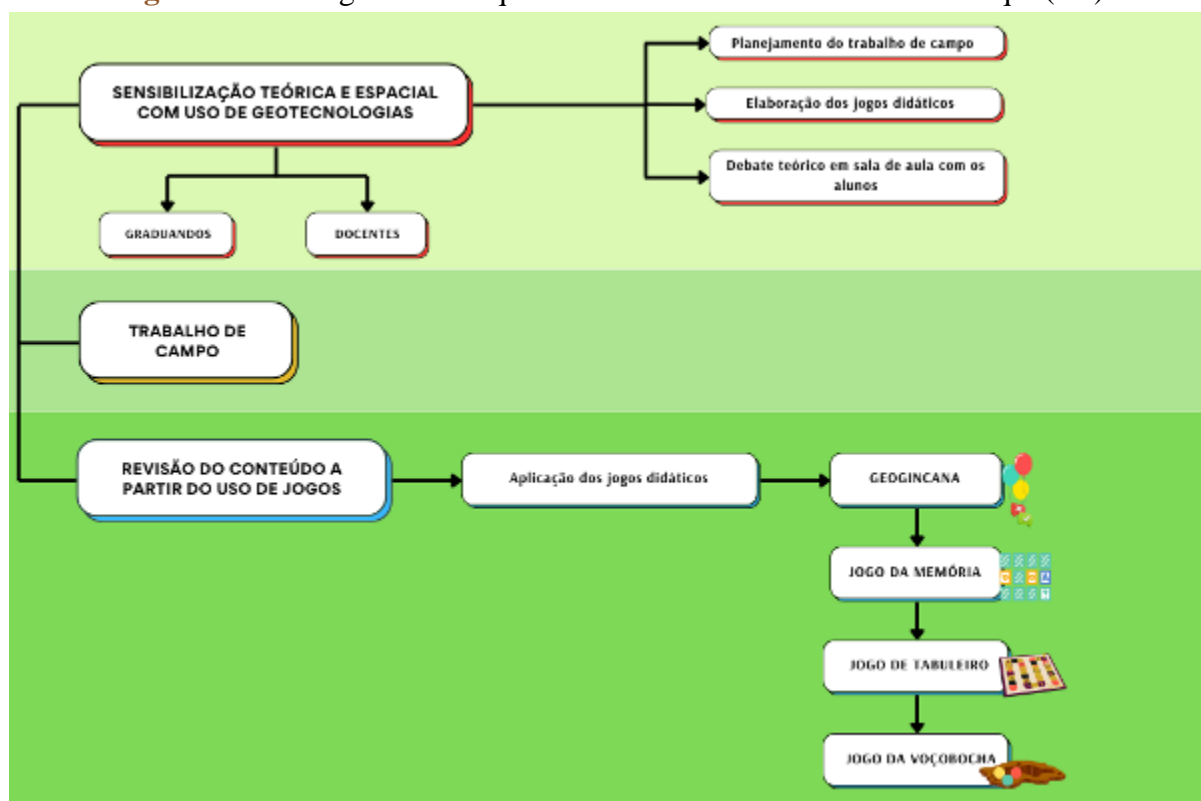 Planejamento do trabalho de campo
SENSIBILIZAÇÃO TEÓRICA E ESPACIAL
COM USO DE GEOTECNOLOGIAS
Elaboração dos jogos didáticos
Debate teórico em sala de aula com os
alunos
GRADUANDOS
DOCENTES
TRABALHO DE
CAMPO
REVISÃO DO CONTEÚDO A
PARTIR DO USO DE JOGOS
Aplicação dos jogos didáticos
GEOGINCANA
JOGO DA MEMÓRIA
JOGO DE TABULEIRO
JOGO DA VOÇOBOCHA